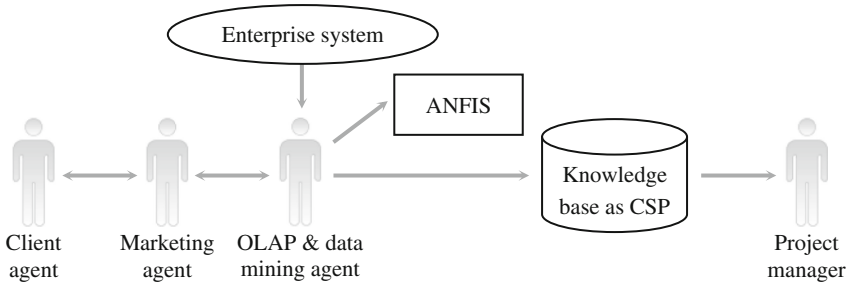 Enterprise system
ANFIS
Knowledge
base as CSP
Client
agent
Marketing
agent
OLAP & data
mining agent
Project
manager